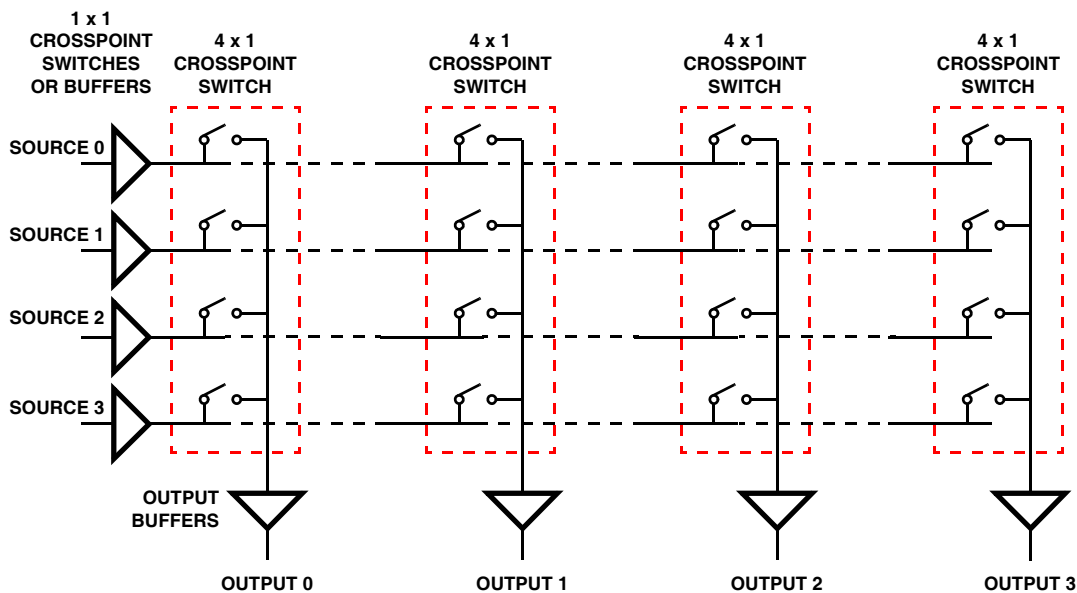 1 x 1
CROSSPOINT
SWITCHES
OR BUFFERS
4 x 1
CROSSPOINT
SWITCH
4 x 1
CROSSPOINT
SWITCH
4 x 1
CROSSPOINT
SWITCH
4 x 1
CROSSPOINT
SWITCH
SOURCE 0
SOURCE 1
SOURCE 2
SOURCE 3
OUTPUT
BUFFERS
OUTPUT 0
OUTPUT 1
OUTPUT 2
OUTPUT 3